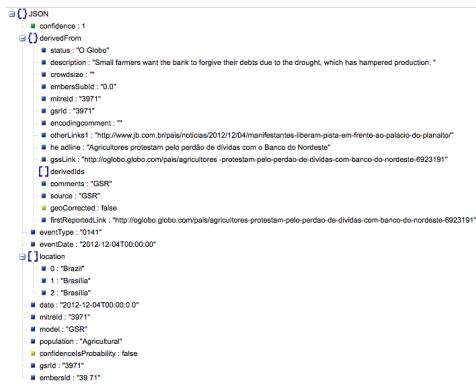 JSON
confidence : 1
derivedFrom
status : "O Globo"
description : "Small farmers want the bank to forgive their debts due to the drought, which has hampered production. "
crowdsize : ""
embersSubId : "0.0"
mitreId : "3971"
gsrId : "3971"
encodingcomment : ""
otherLinks1 : "http://www.jb.com.br/pais/noticias/2012/12/04/manifestantes-liberam-pista-em-frente-ao-palacio-do-planalto/"
he adline : "Agricultores protestam pelo perdão de dívidas com o Banco do Nordeste"
gssLink : "http://oglobo.globo.com/pais/agricultores -protestam-pelo-perdao-de-dividas-com-banco-do-nordeste-6923191"
derivedIds
comments : "GSR"
source : "GSR"
geoCorrected : false
firstReportedLink : "http://oglobo.globo.com/pais/agricultores-protestam-pelo-perdao-de-dividas-com-banco-do-nordeste-6923191"
eventType : "0141"
eventDate : "2012-12-04T00:00:00"
location
0 : "Brazil"
1 : "Brasília"
2 : "Brasília"
date : "2012-12-04T00:00:0 0"
mitreId : "3971"
model : "GSR"
population : "Agricultural"
confidenceIsProbability : false
gsrId : "3971"
embersId : "39 71"